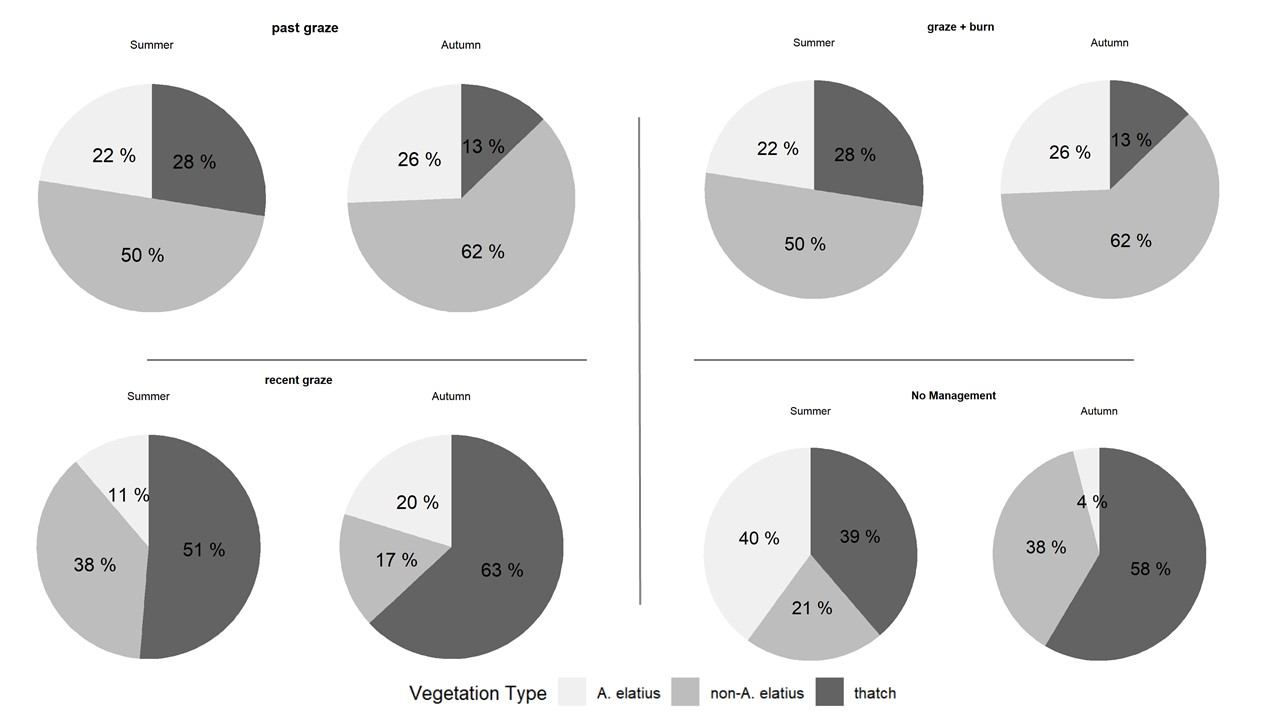 past graze
Summer
Autumn
22 %
28 %
50 %
26 %
13 %
62 %
graze + burn
Summer
Autumn
22 %
28 %
50 %
26 %
13 %
62 %
recent graze
Summer
Autumn
11 %
38 %
51 %
20 %
17 %
63 %
No Management
Summer
Autumn
40 %
39 %
21 %
4 %
38 %
58 %
Vegetation Type A. elatius non-A. elatius thatch